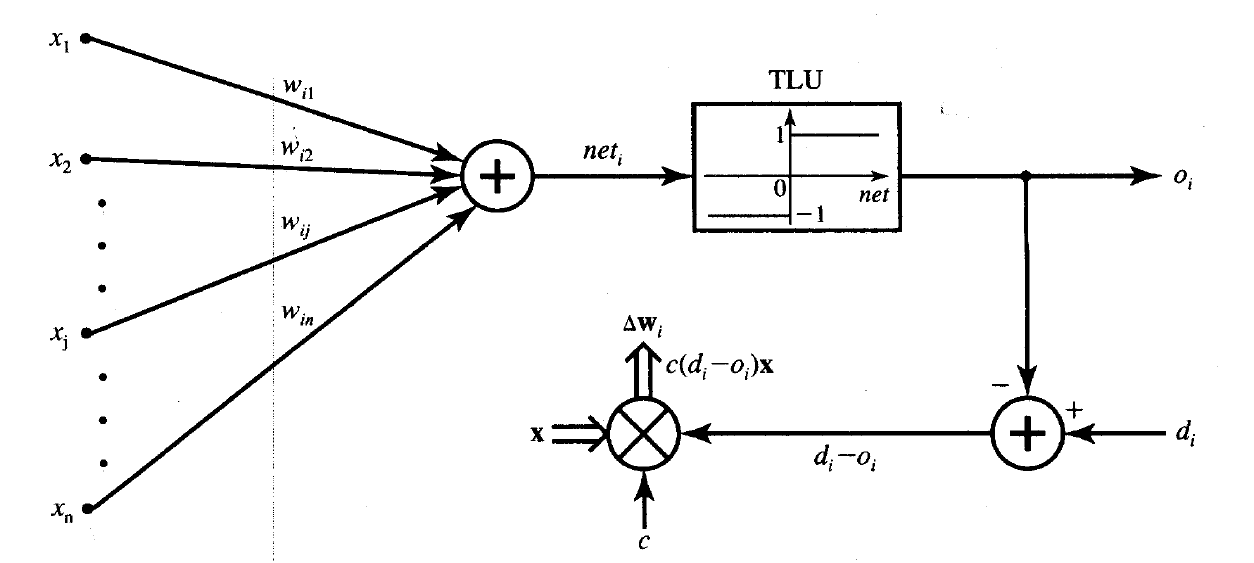 x₁
wᵢ₁
TLU
x₂
wᵢ₂
netᵢ
1
0
net
−1
oᵢ
wᵢⱼ
wᵢₙ
xⱼ
Δwᵢ
c(dᵢ−oᵢ)x
−
+
x
dᵢ−oᵢ
dᵢ
xₙ
c